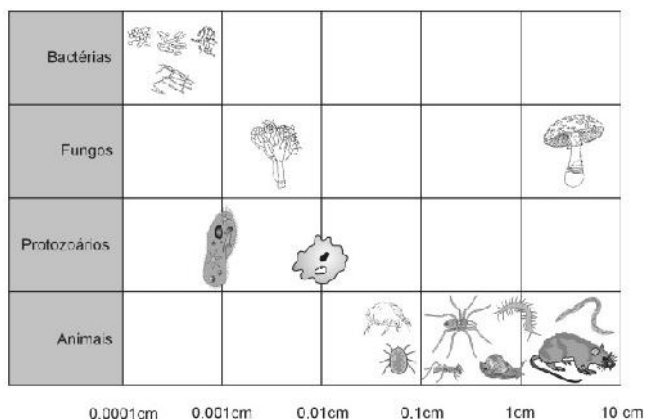 Bactérias
Fungos
Protozoários
Animais
0.0001cm 0.001cm 0.01cm 0.1cm 1cm 10 cm